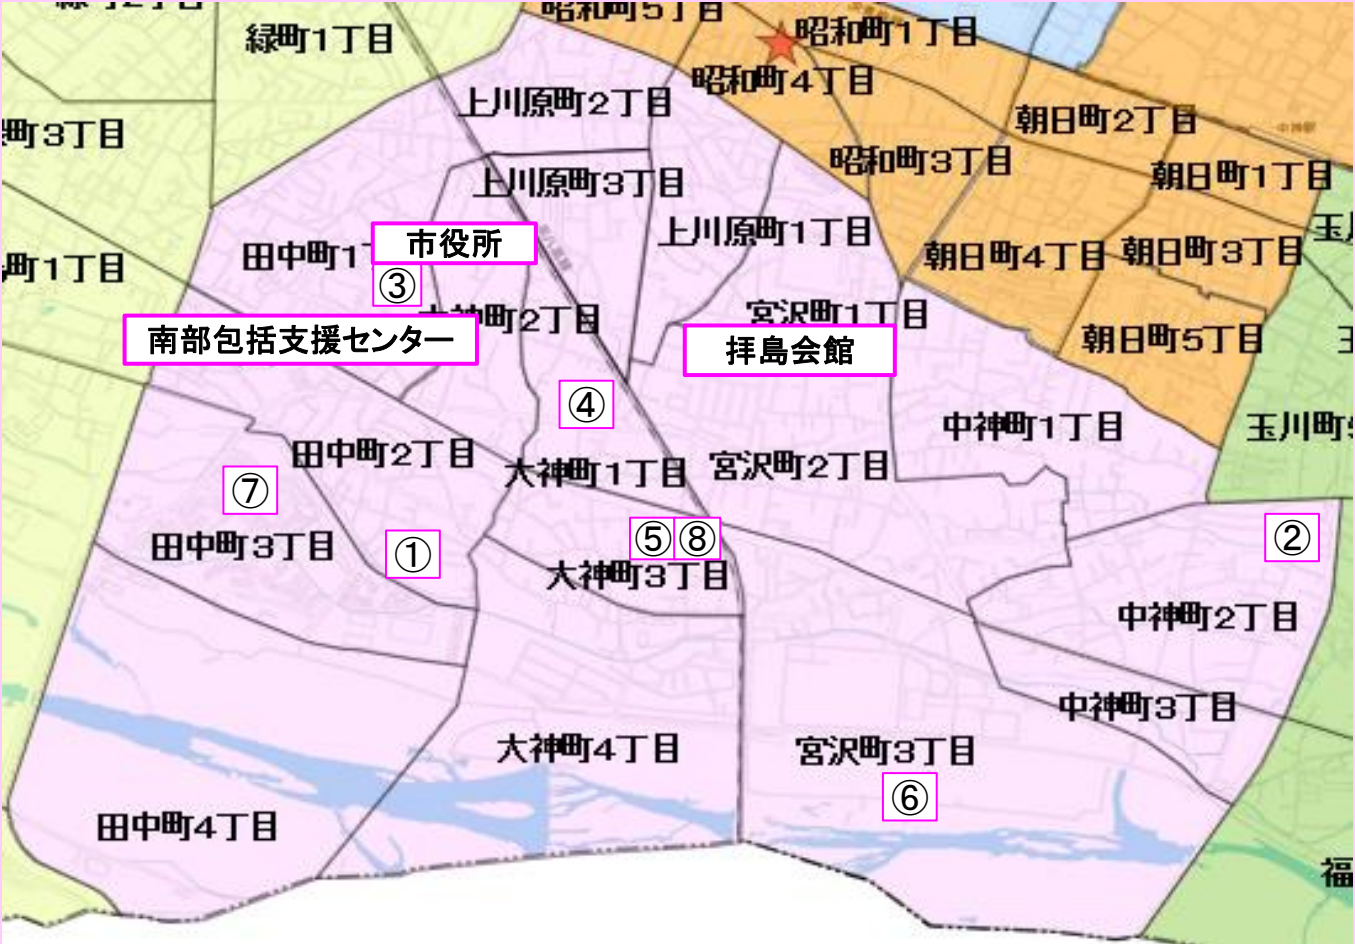 昭和町5丁目
緑町1丁目
昭和町1丁目
昭和町4丁目
上川原町2丁目
朝日町2丁目
町3丁目
昭和町3丁目
中神駅
上川原町3丁目
朝日町1丁目
上川原町1丁目
玉川
市役所
田中町1
朝日町4丁目
朝日町3丁目
町1丁目
③
大神町2丁目
宮沢町1丁目
南部包括支援センター
拝島会館
朝日町5丁目
④
中神町1丁目
玉川町
田中町2丁目
大神町1丁目
宮沢町2丁目
⑦
田中町3丁目
①
⑤
⑧
②
大神町3丁目
中神町2丁目
中神町3丁目
大神町4丁目
宮沢町3丁目
⑥
田中町4丁目
福